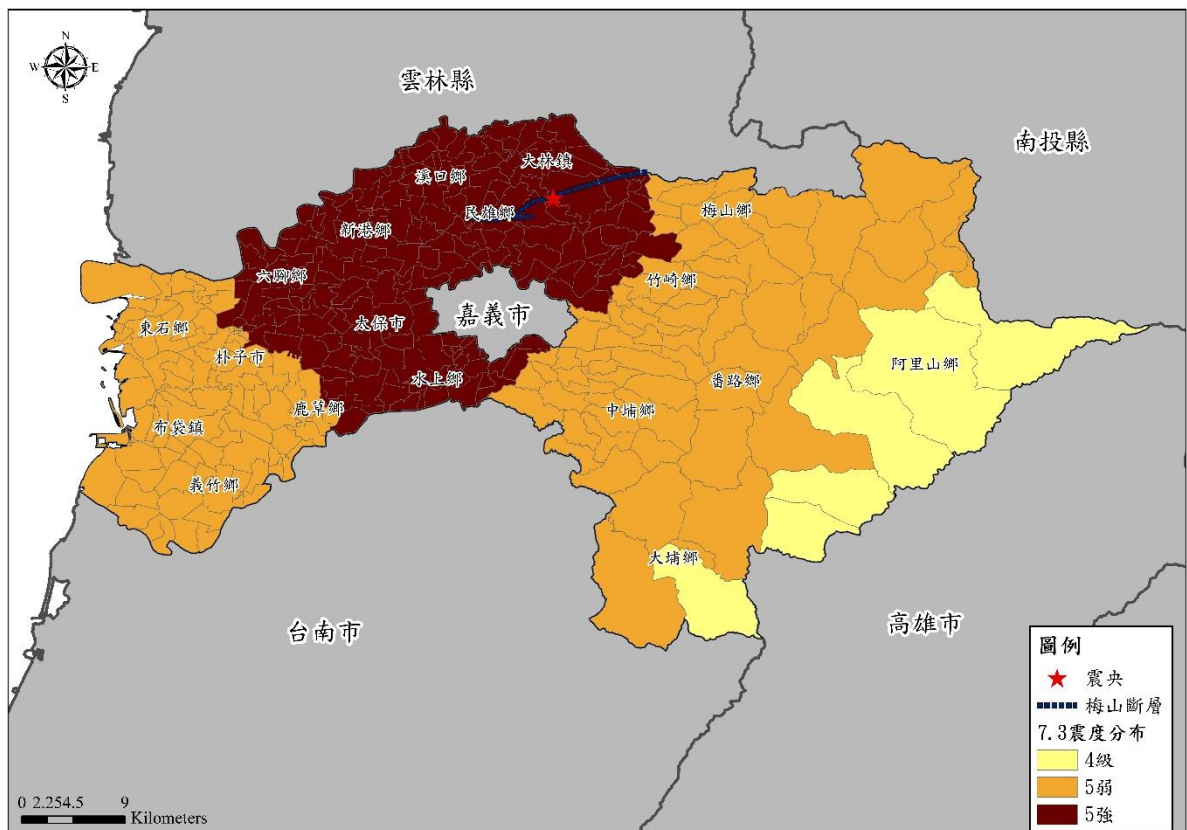 N
W E
S
雲林縣
南投縣
大林鎮
溪口鄉
民雄鄉
梅山鄉
新港鄉
六腳鄉
竹崎鄉
嘉義市
東石鄉
太保市
朴子市
阿里山鄉
水上鄉
番路鄉
鹿草鄉
中埔鄉
布袋鎮
義竹鄉
大埔鄉
台南市
高雄市
圖例
震央
梅山斷層
7.3震度分布
4級
5弱
5強
0 2.254.5 9
Kilometers